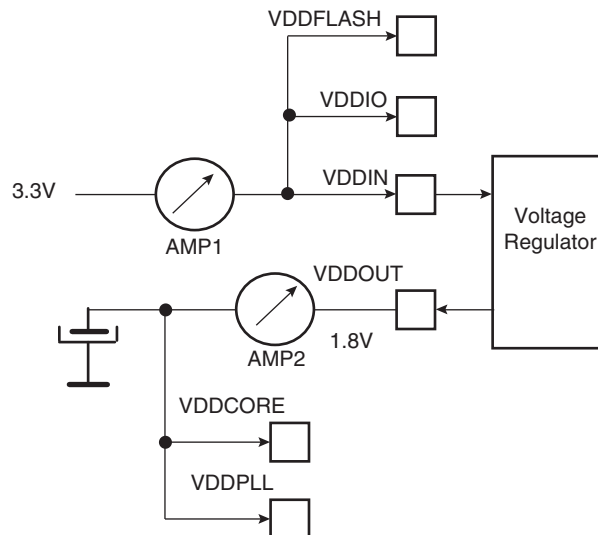 VDDFLASH
VDDIO
3.3V
VDDIN
AMP1
Voltage
Regulator
VDDOUT
AMP2
1.8V
VDDCORE
VDDPLL